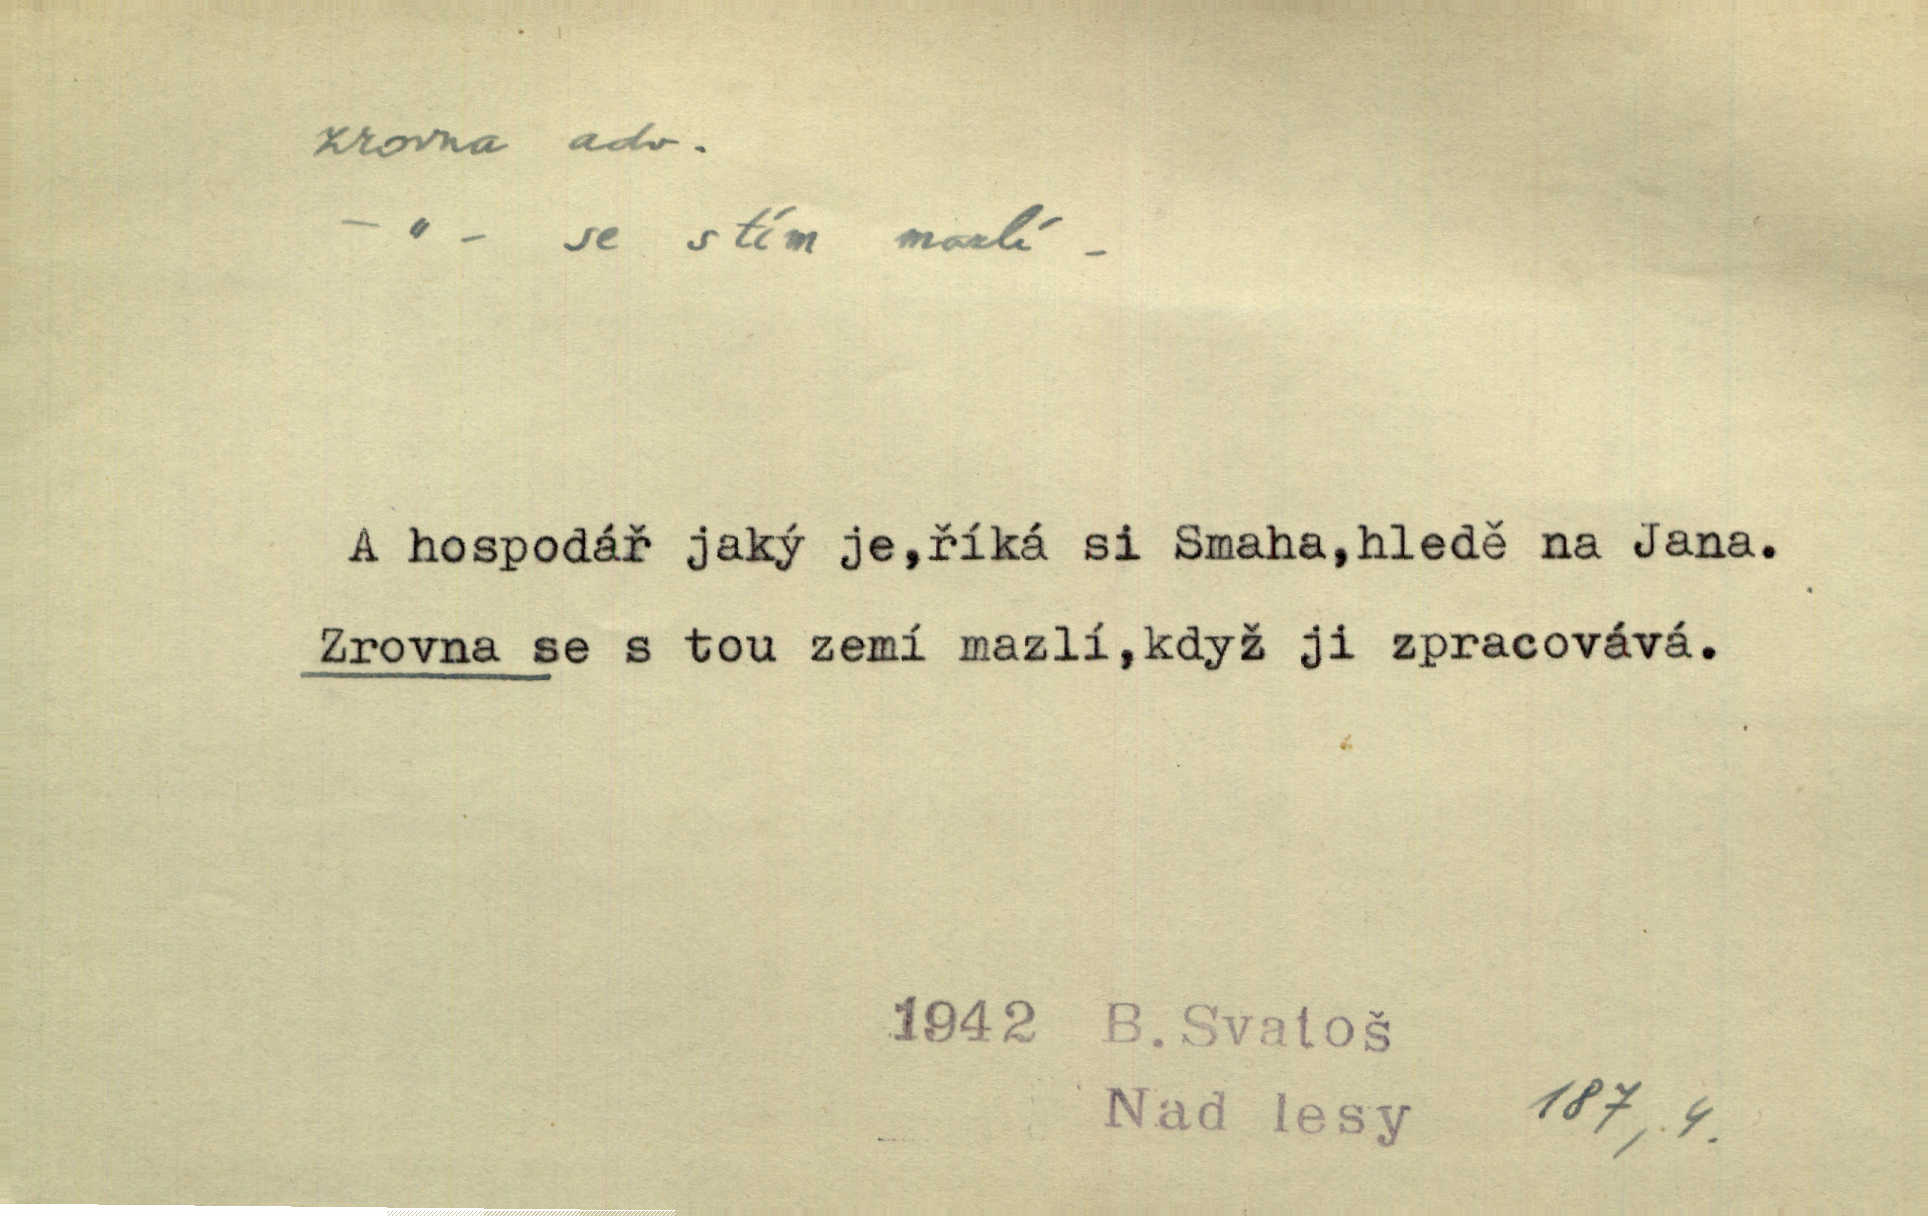 zrovna adv.
- " - se s tím mazlí -
A hospodář jaký je,říká si Smaha,hledě na Jana.
Zrovna se s tou zemí mazlí,když ji zpracovává.
1942 B.Svatoš
Nad lesy 187, 4.